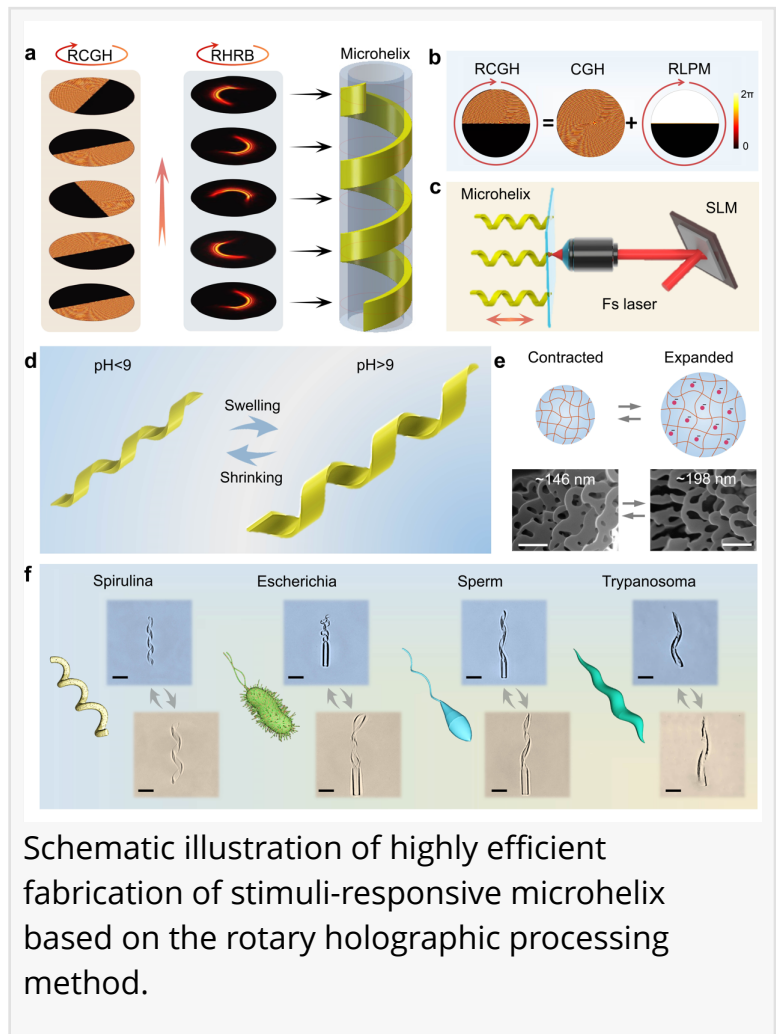 a
RCGH
RHRB
Microhelix
b
RCGH
CGH
RLPM
=
+
2π
0
c
Microhelix
SLM
Fs laser
d
pH<9
pH>9
Swelling
Shrinking
e
Contracted
Expanded
~146 nm
~198 nm
f
Spirulina
Escherichia
Sperm
Trypanosoma
Schematic illustration of highly efficient
fabrication of stimuli-responsive microhelix
based on the rotary holographic processing
method.